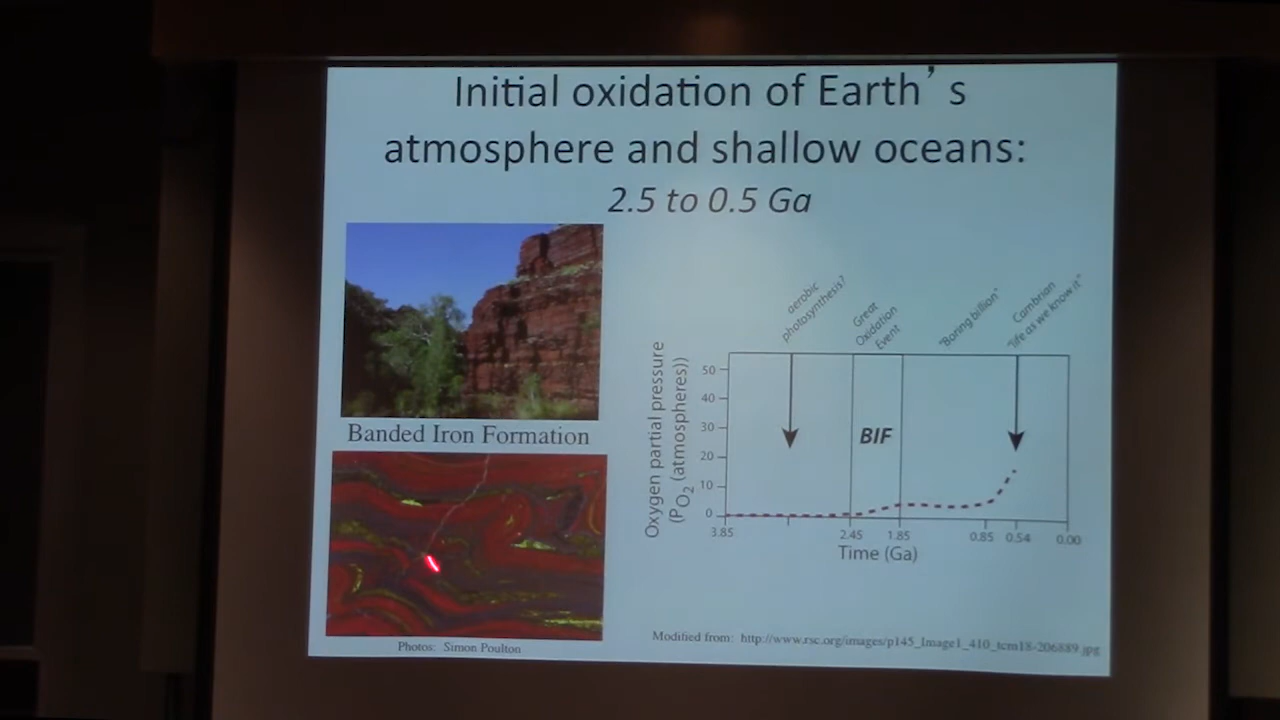 Initial oxidation of Earth’s
atmosphere and shallow oceans:
2.5 to 0.5 Ga
Banded Iron Formation
Photos: Simon Poulton
aerobic
photosynthesis?
Great
Oxidation
Event
"Boring billion"
Cambrian
"life as we know it"
Oxygen partial pressure
(PO2 (atmospheres))
50
40
30
20
10
0
BIF
3.85
2.45
1.85
0.85
0.54
0.00
Time (Ga)
Modified from: http://www.rsc.org/images/p145_Image1_410_tcm18-206889.jpg